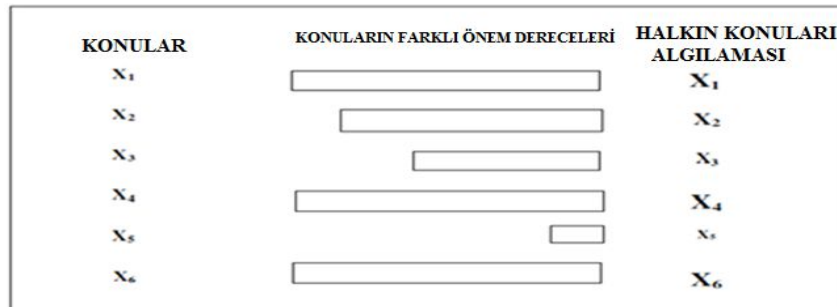 KONULAR KONULARIN FARKLI ÖNEM DERECELERİ HALKIN KONULARI
ALGILAMASI
X₁ X₁
X₂ X₂
X₃ X₃
X₄ X₄
X₅ X₅
X₆ X₆